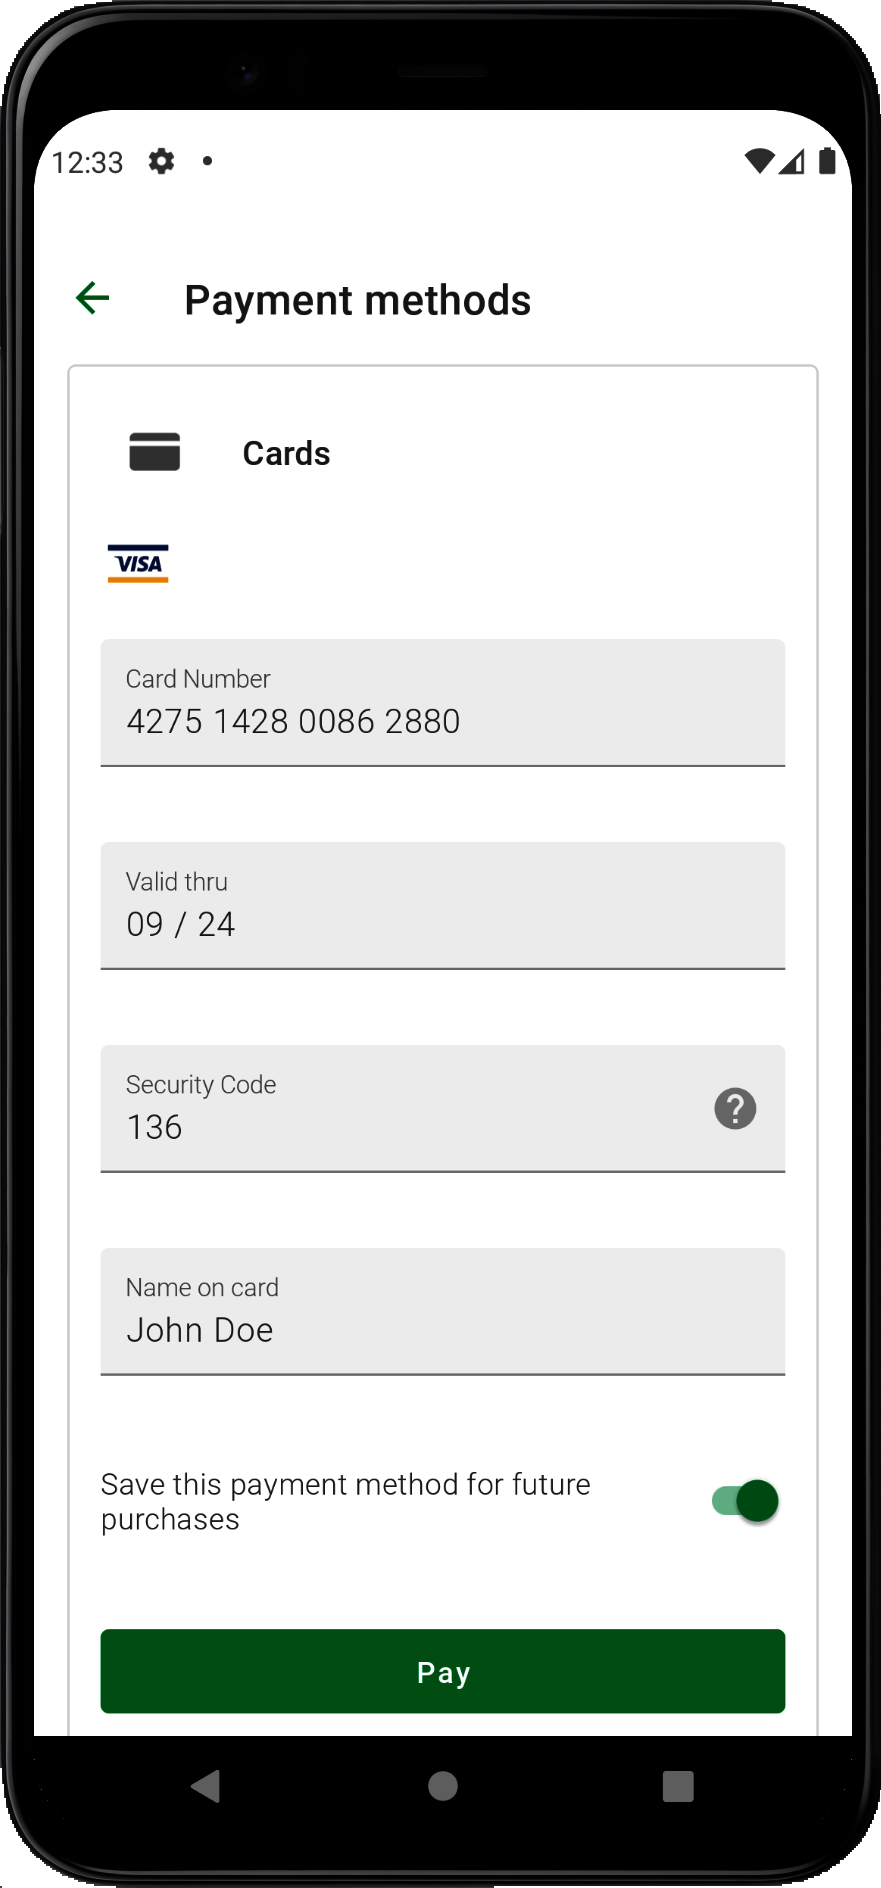 12:33
Payment methods
Cards
VISA
Card Number
4275 1428 0086 2880
Valid thru
09 / 24
Security Code
136
?
Name on card
John Doe
Save this payment method for future
purchases
Pay